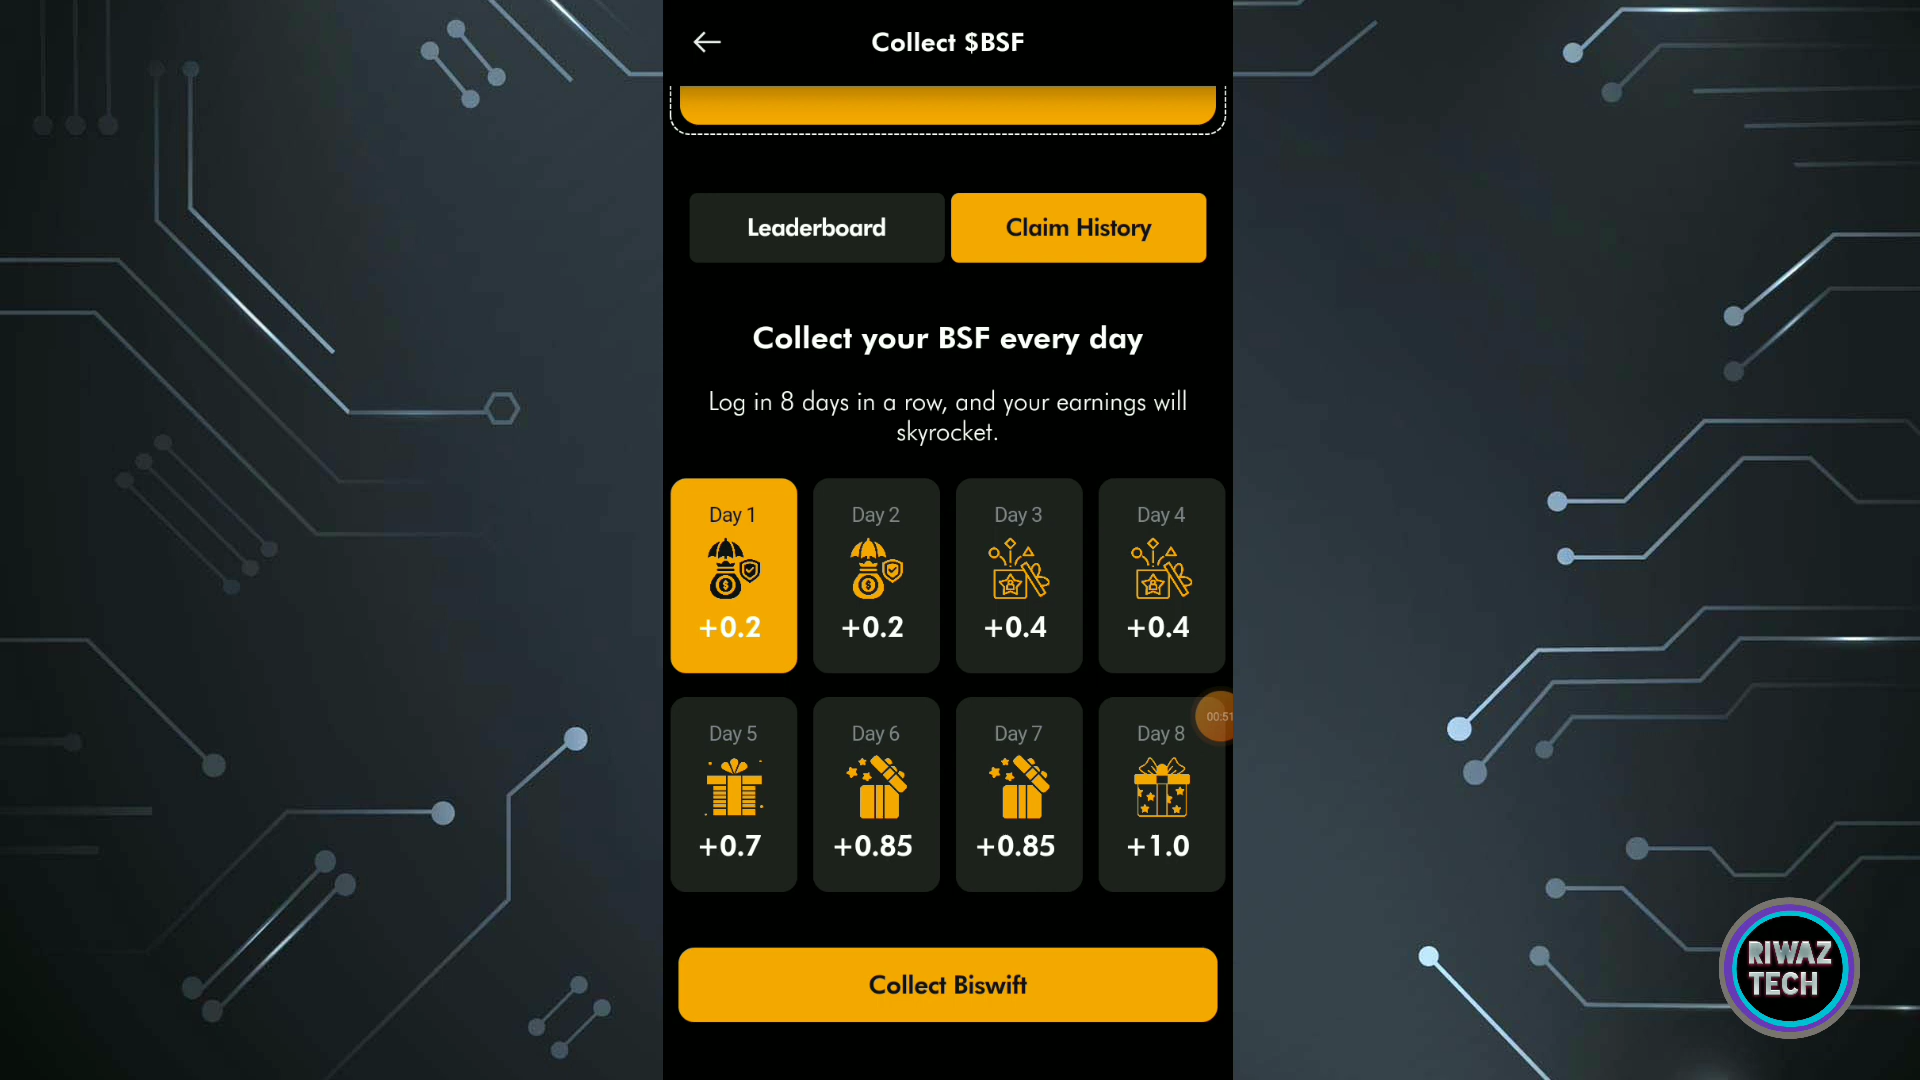 Collect $BSF
Leaderboard
Claim History
Collect your BSF every day
Log in 8 days in a row, and your earnings will
skyrocket.
Day 1
Day 2
Day 3
Day 4
+0.2
+0.2
+0.4
+0.4
00:51
Day 5
Day 6
Day 7
Day 8
+0.7
+0.85
+0.85
+1.0
Collect Biswift
RIWAZ
TECH